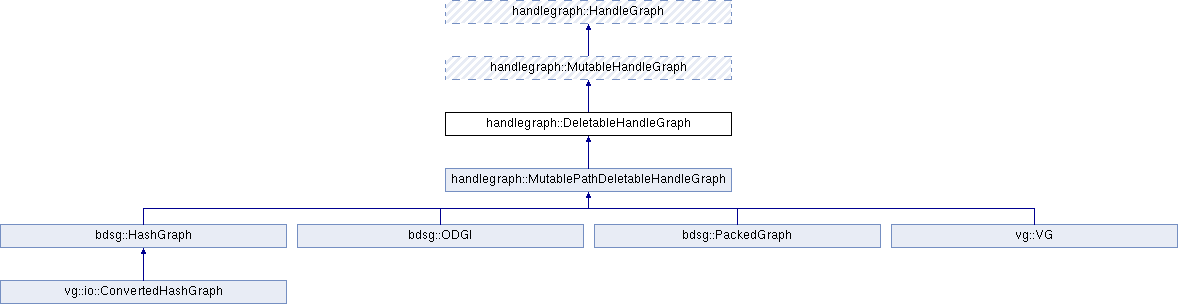 handlegraph::HandleGraph
handlegraph::MutableHandleGraph
handlegraph::DeletableHandleGraph
handlegraph::MutablePathDeletableHandleGraph
bdsg::HashGraph
bdsg::ODGI
bdsg::PackedGraph
vg::VG
vg::io::ConvertedHashGraph